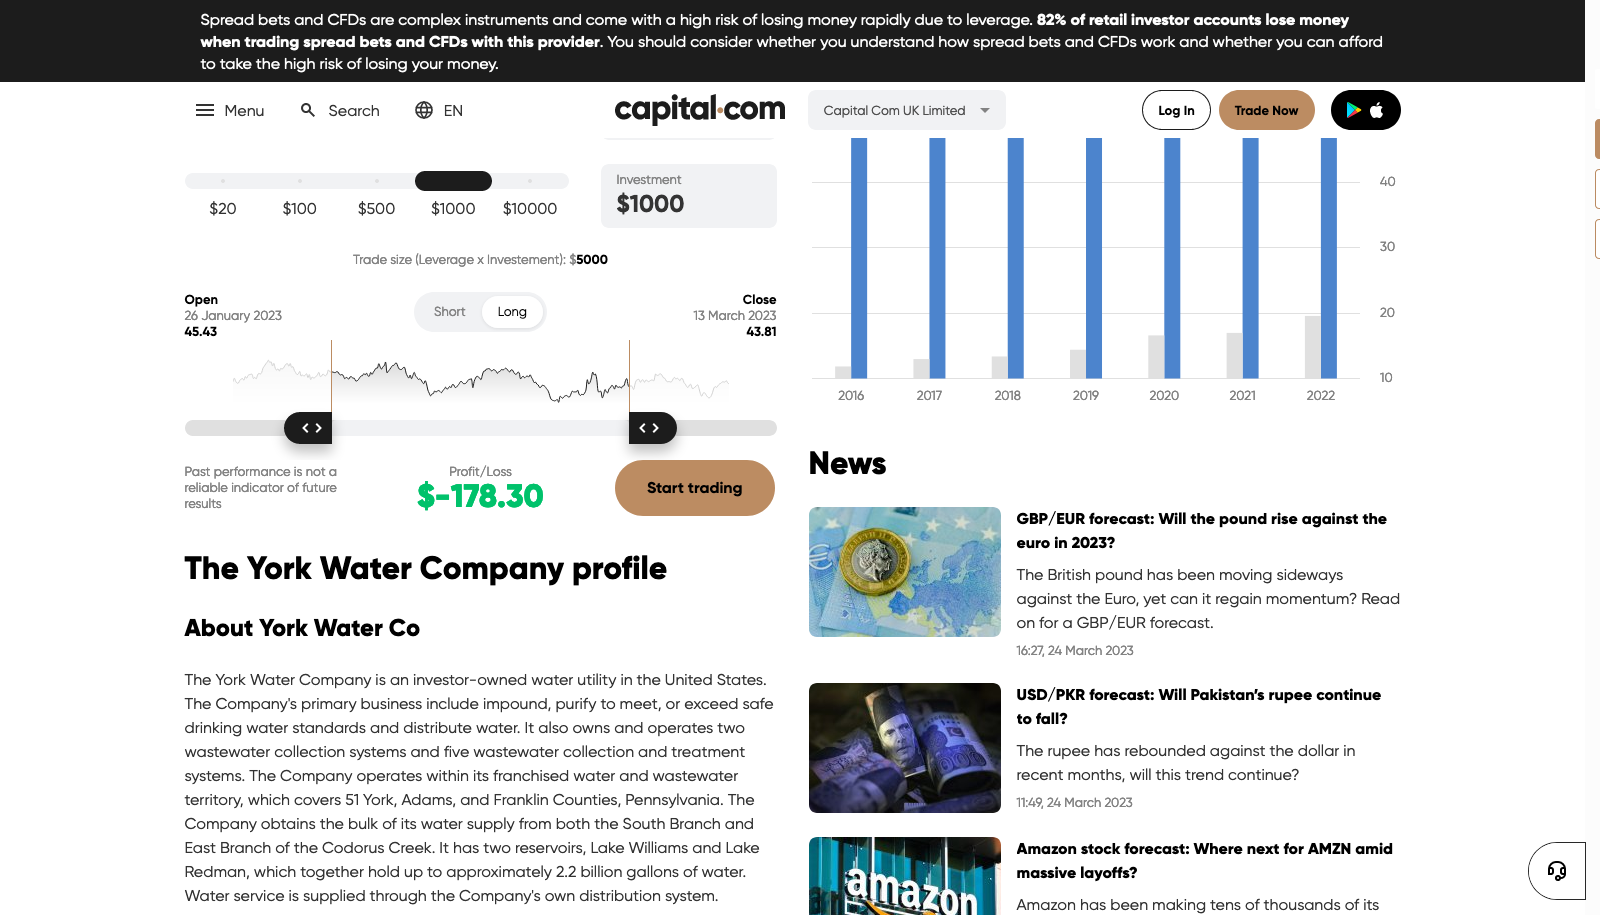 Spread bets and CFDs are complex instruments and come with a high risk of losing money rapidly due to leverage. 82% of retail investor accounts lose money
when trading spread bets and CFDs with this provider. You should consider whether you understand how spread bets and CFDs work and whether you can afford
to take the high risk of losing your money.
Menu
Search
EN
capital.com
Capital Com UK Limited
Log In
Trade Now
$20
$100
$500
$1000
$10000
Investment
$1000
Trade size (Leverage x Investement): $5000
Open
26 January 2023
45.43
Short
Long
Close
13 March 2023
43.81
Past performance is not a
reliable indicator of future
results
Profit/Loss
$-178.30
Start trading
The York Water Company profile
About York Water Co
The York Water Company is an investor-owned water utility in the United States.
The Company's primary business include impound, purify to meet, or exceed safe
drinking water standards and distribute water. It also owns and operates two
wastewater collection systems and five wastewater collection and treatment
systems. The Company operates within its franchised water and wastewater
territory, which covers 51 York, Adams, and Franklin Counties, Pennsylvania. The
Company obtains the bulk of its water supply from both the South Branch and
East Branch of the Codorus Creek. It has two reservoirs, Lake Williams and Lake
Redman, which together hold up to approximately 2.2 billion gallons of water.
Water service is supplied through the Company's own distribution system.
40
30
20
10
2016
2017
2018
2019
2020
2021
2022
News
GBP/EUR forecast: Will the pound rise against the
euro in 2023?
The British pound has been moving sideways
against the Euro, yet can it regain momentum? Read
on for a GBP/EUR forecast.
16:27, 24 March 2023
USD/PKR forecast: Will Pakistan's rupee continue
to fall?
The rupee has rebounded against the dollar in
recent months, will this trend continue?
11:49, 24 March 2023
amazon
Amazon stock forecast: Where next for AMZN amid
massive layoffs?
Amazon has been making tens of thousands of its